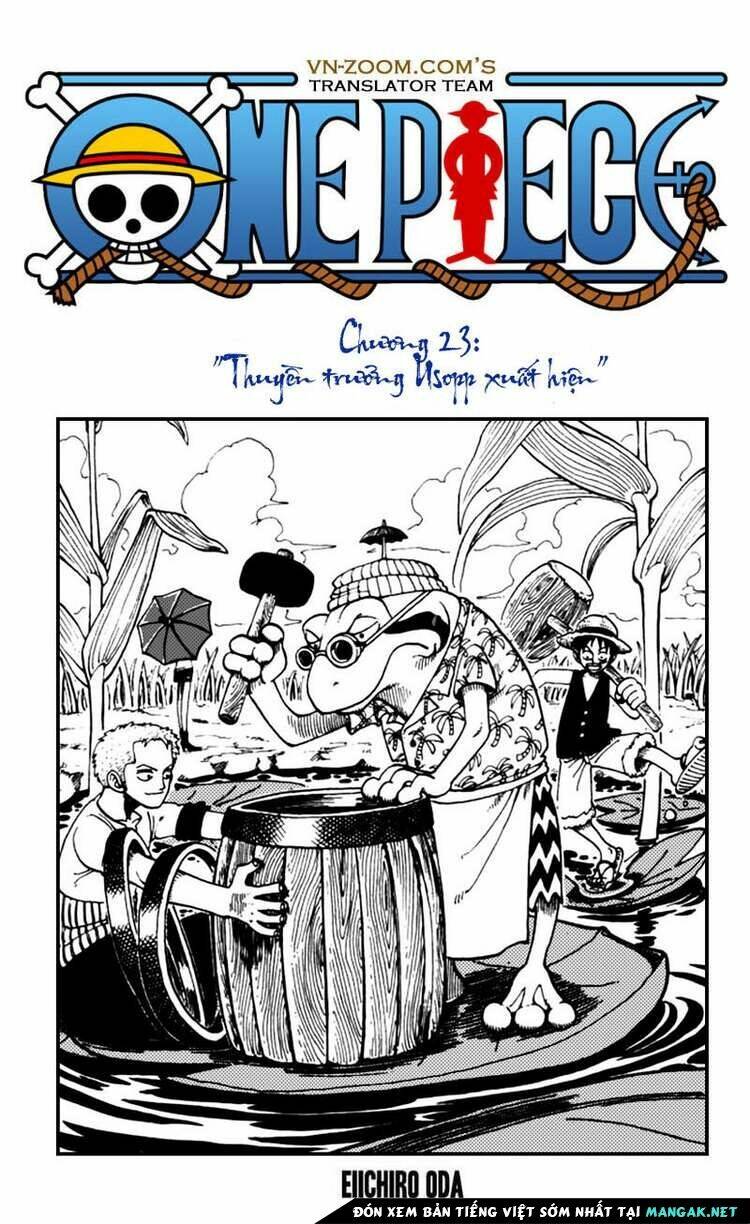 VN-ZOOM.COM'S
TRANSLATOR TEAM
ONE PIECE
Chương 23:
"Thuyền trưởng Usopp xuất hiện"
EIICHIRO ODA
ĐÓN XEM BẢN TIẾNG VIỆT SỚM NHẤT TẠI MANGAK.NET